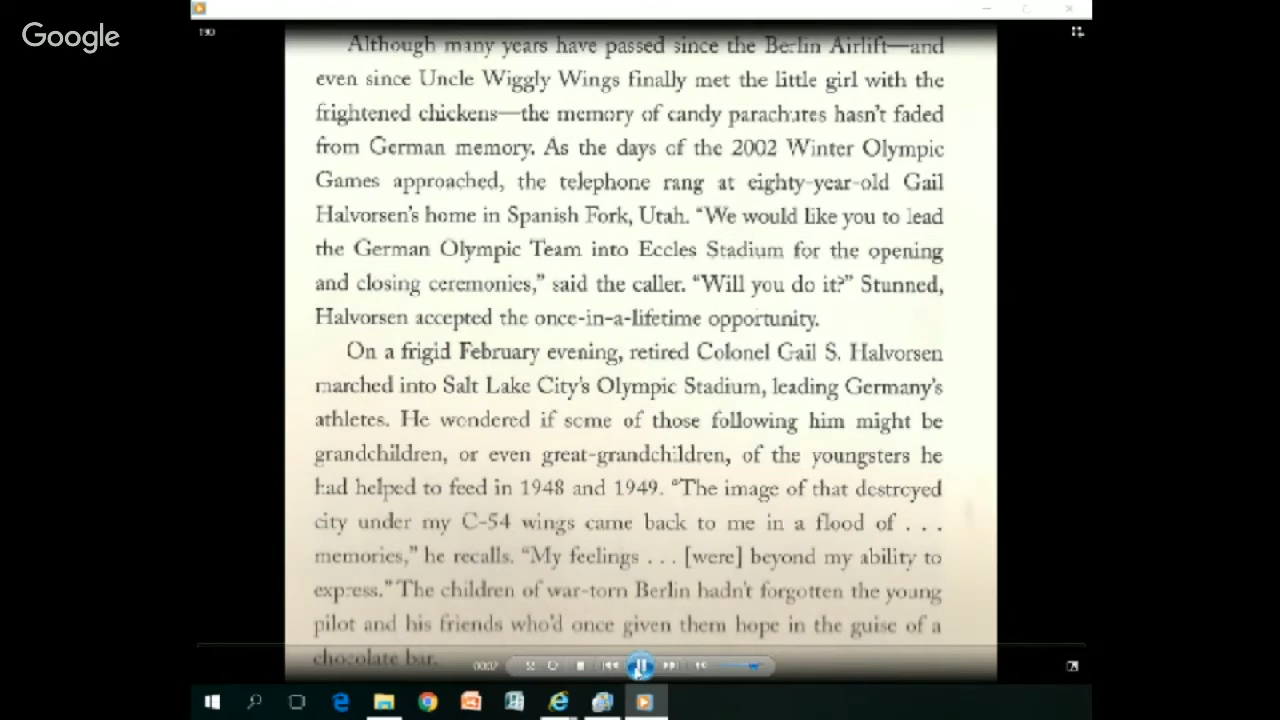 Google
190
Although many years have passed since the Berlin Airlift—and
even since Uncle Wiggly Wings finally met the little girl with the
frightened chickens—the memory of candy parachutes hasn't faded
from German memory. As the days of the 2002 Winter Olympic
Games approached, the telephone rang at eighty-year-old Gail
Halvorsen's home in Spanish Fork, Utah. "We would like you to lead
the German Olympic Team into Eccles Stadium for the opening
and closing ceremonies," said the caller. "Will you do it?" Stunned,
Halvorsen accepted the once-in-a-lifetime opportunity.
On a frigid February evening, retired Colonel Gail S. Halvorsen
marched into Salt Lake City's Olympic Stadium, leading Germany's
athletes. He wondered if some of those following him might be
grandchildren, or even great-grandchildren, of the youngsters he
had helped to feed in 1948 and 1949. "The image of that destroyed
city under my C-54 wings came back to me in a flood of . . .
memories," he recalls. "My feelings . . . [were] beyond my ability to
express." The children of war-torn Berlin hadn't forgotten the young
pilot and his friends who'd once given them hope in the guise of a
chocolate bar.
00:02